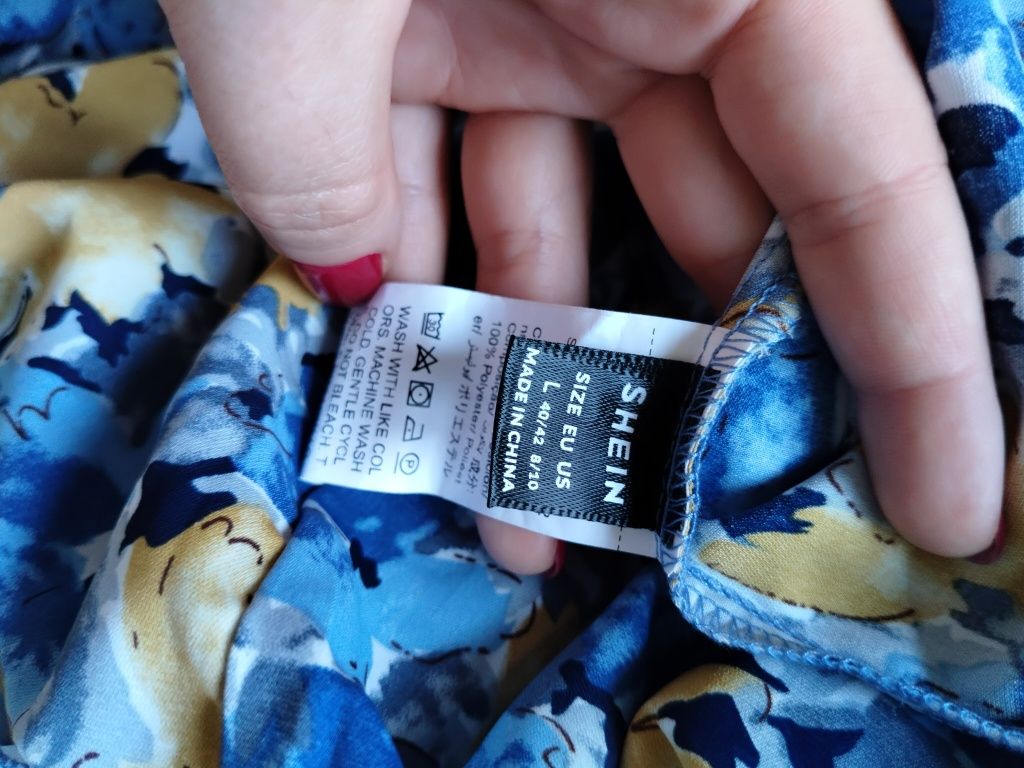 SHEIN
SIZE EU US
L 40/42 8/10
MADE IN CHINA
100% Polyester
ポリエステル
WASH WITH LIKE COL
ORS. MACHINE WASH
COLD GENTLE CYCL
NOT BLEACH T